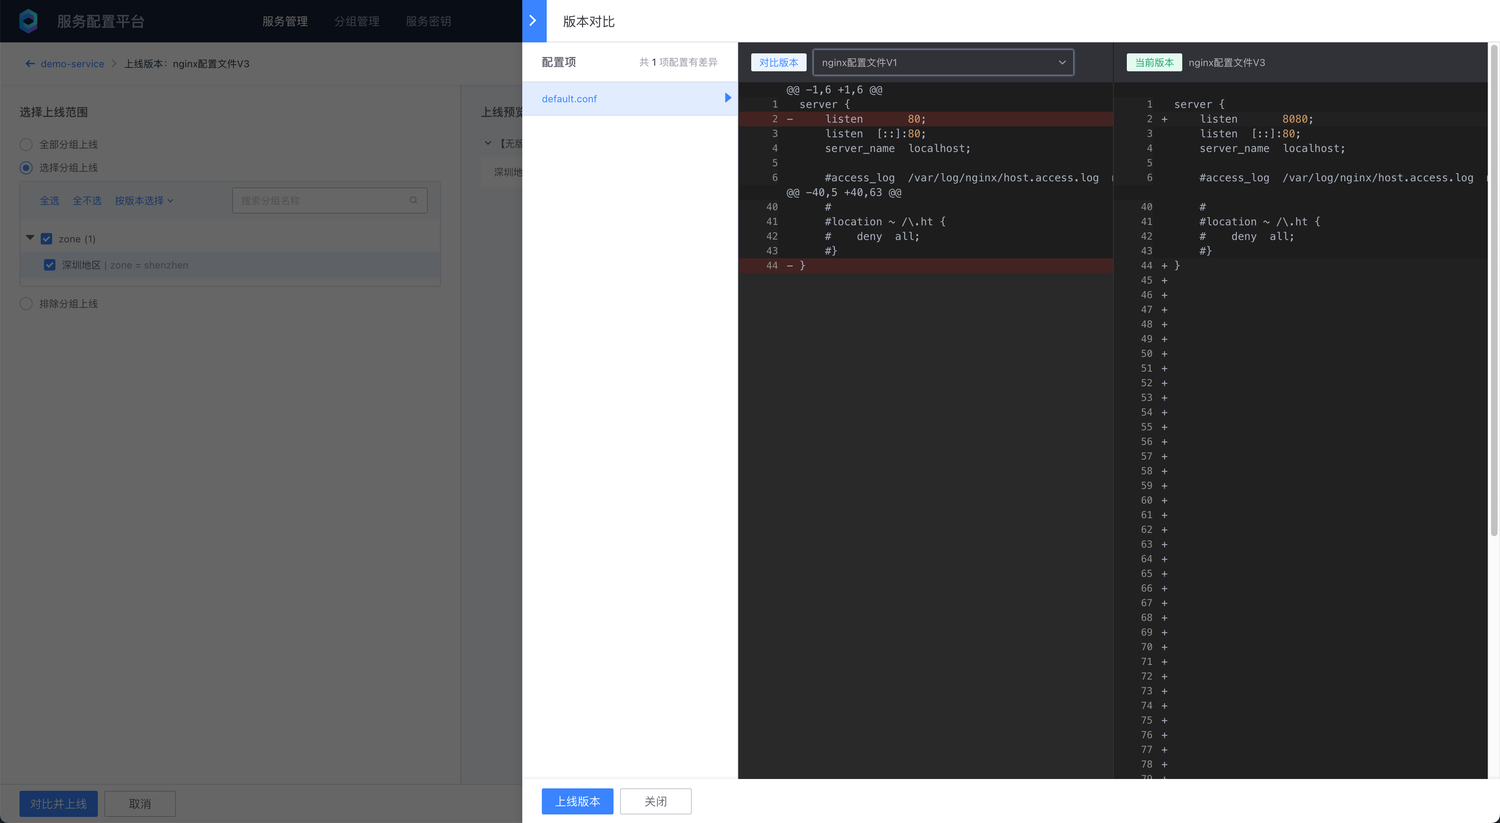 服务配置平台
服务管理 分组管理 服务密钥
版本对比
demo-service 上线版本：nginx配置文件V3
选择上线范围
全部分组上线
选择分组上线
全选 全不选 按版本选择 搜索分组名称
zone (1)
深圳地区 | zone = shenzhen
排除分组上线
对比并上线 取消
上线预览
深圳地
配置项 共 1 项配置有差异
default.conf
对比版本 nginx配置文件V1
@@ -1,6 +1,6 @@
1 server {
2 - listen 80;
3 listen [::]:80;
4 server_name localhost;
5
6 #access_log /var/log/nginx/host.access.log
@@ -40,5 +40,63 @@
40 #
41 #location ~ /\.ht {
42 # deny all;
43 #}
44 - }
当前版本 nginx配置文件V3
1 server {
2 + listen 8080;
3 listen [::]:80;
4 server_name localhost;
5
6 #access_log /var/log/nginx/host.access.log
40 #
41 #location ~ /\.ht {
42 # deny all;
43 #}
44 + }
45 +
46 +
47 +
48 +
49 +
50 +
51 +
52 +
53 +
54 +
55 +
56 +
57 +
58 +
59 +
60 +
61 +
62 +
63 +
64 +
65 +
66 +
67 +
68 +
69 +
70 +
71 +
72 +
73 +
74 +
75 +
76 +
77 +
78 +
79 +
上线版本 关闭